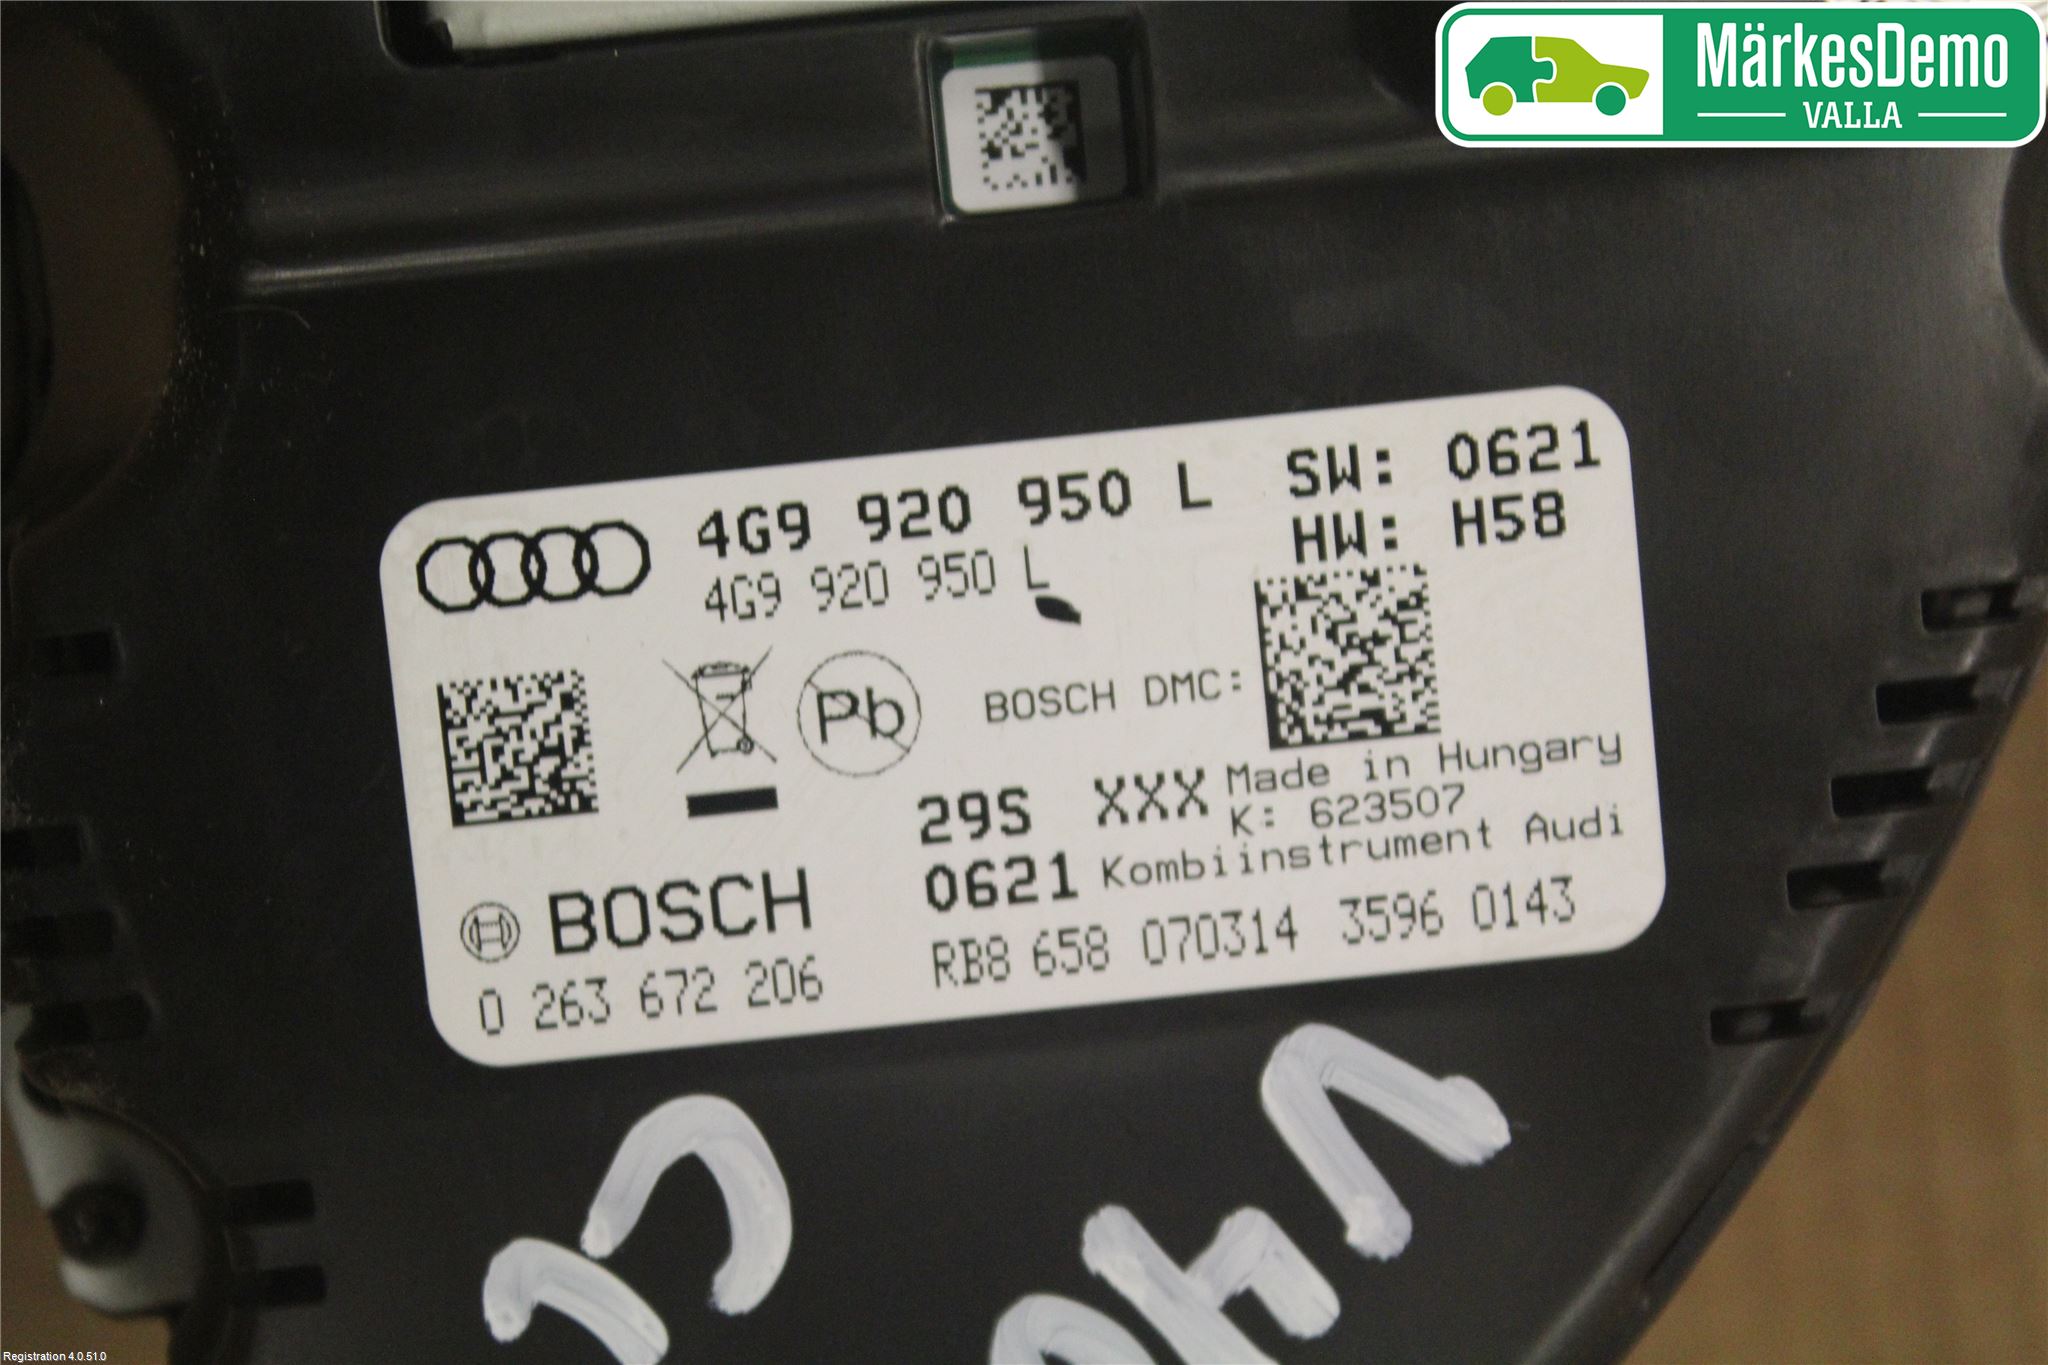 MärkesDemo
VALLA
4G9 920 950 L
4G9 920 950 L
SW: 0621
HW: H58
Pb
BOSCH DMC:
29S XXX
0621
Made in Hungary
K: 623507
Kombiinstrument Audi
BOSCH
0 263 672 206
RB8 658 070314 3596 0143
Registration 4.0.51.0